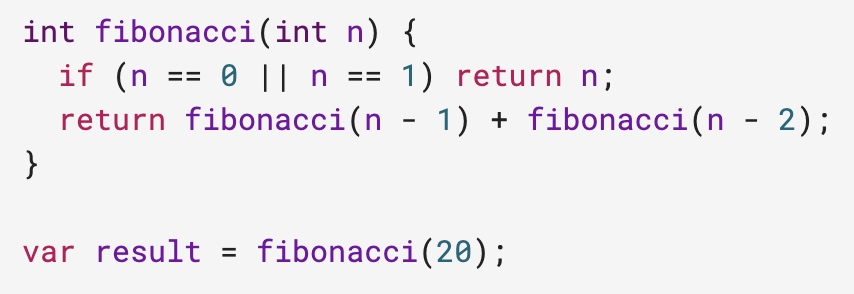 int fibonacci(int n) {
  if (n == 0 || n == 1) return n;
  return fibonacci(n - 1) + fibonacci(n - 2);
}

var result = fibonacci(20);